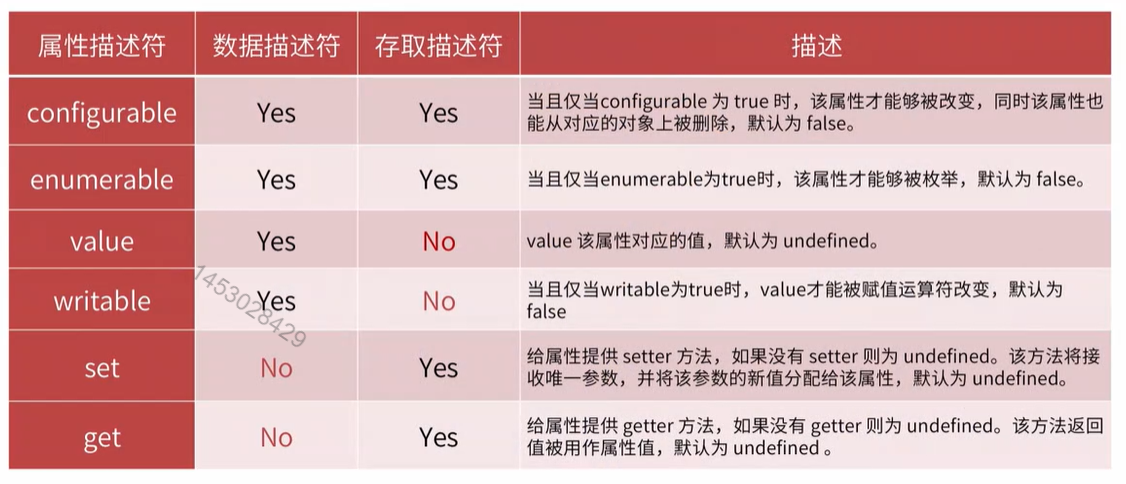 属性描述符 数据描述符 存取描述符 描述
configurable Yes Yes 当且仅当configurable 为 true 时，该属性才能够被改变，同时该属性也
能从对应的对象上被删除，默认为 false。
enumerable Yes Yes 当且仅当enumerable为true时，该属性才能够被枚举，默认为 false。
value Yes No value 该属性对应的值，默认为 undefined。
writable Yes No 当且仅当writable为true时，value才能被赋值运算符改变，默认为
false
1453028429
set No Yes 给属性提供 setter 方法，如果没有 setter 则为 undefined。该方法将接
收唯一参数，并将该参数的新值分配给该属性，默认为 undefined。
get No Yes 给属性提供 getter 方法，如果没有 getter 则为 undefined。该方法返回
值被用作属性值，默认为 undefined 。